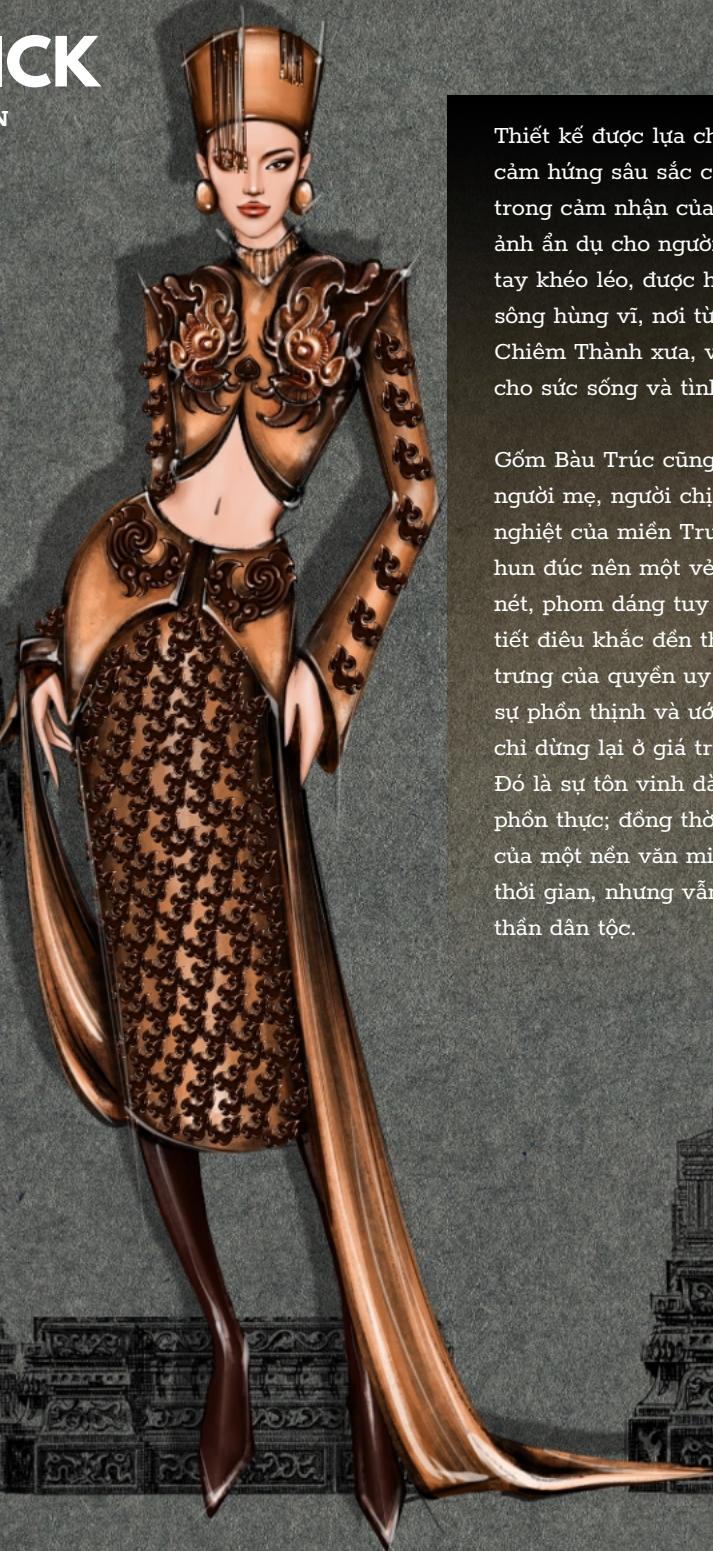 ICK
N
Thiết kế được lựa ch
cảm hứng sâu sắc c
trong cảm nhận của
ảnh ẩn dụ cho người
tay khéo léo, được h
sông hùng vĩ, nơi từ
Chiêm Thành xưa, v
cho sức sống và tình
Gốm Bàu Trúc cũng
người mẹ, người chị
nghiệt của miền Tru
hun đúc nên một vẻ
nét, phom dáng tuy
tiết điêu khắc đền th
trưng của quyền uy
sự phồn thịnh và ướ
chỉ dừng lại ở giá tr
Đó là sự tôn vinh dà
phồn thực; đồng thờ
của một nền văn mi
thời gian, nhưng vẫn
thần dân tộc.